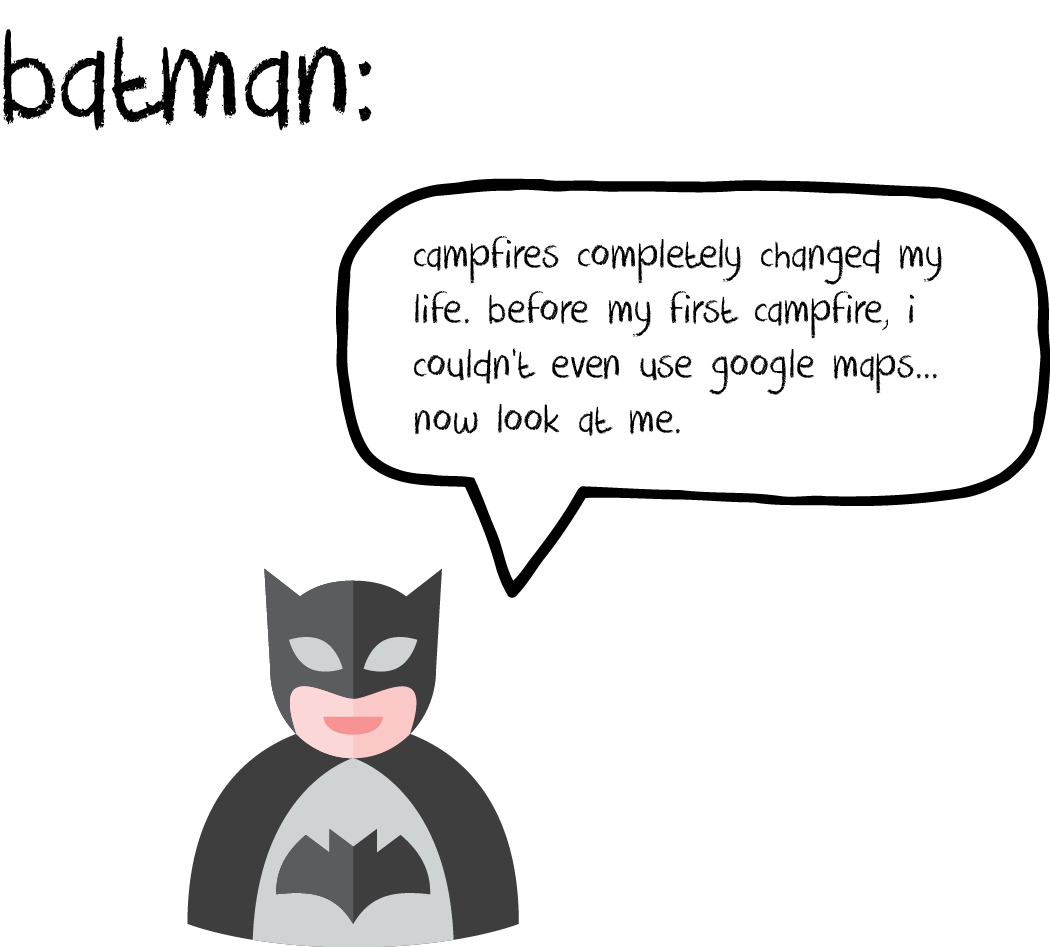 batman:
campfires completely changed my
life. before my first campfire, i
couldn't even use google maps...
now look at me.